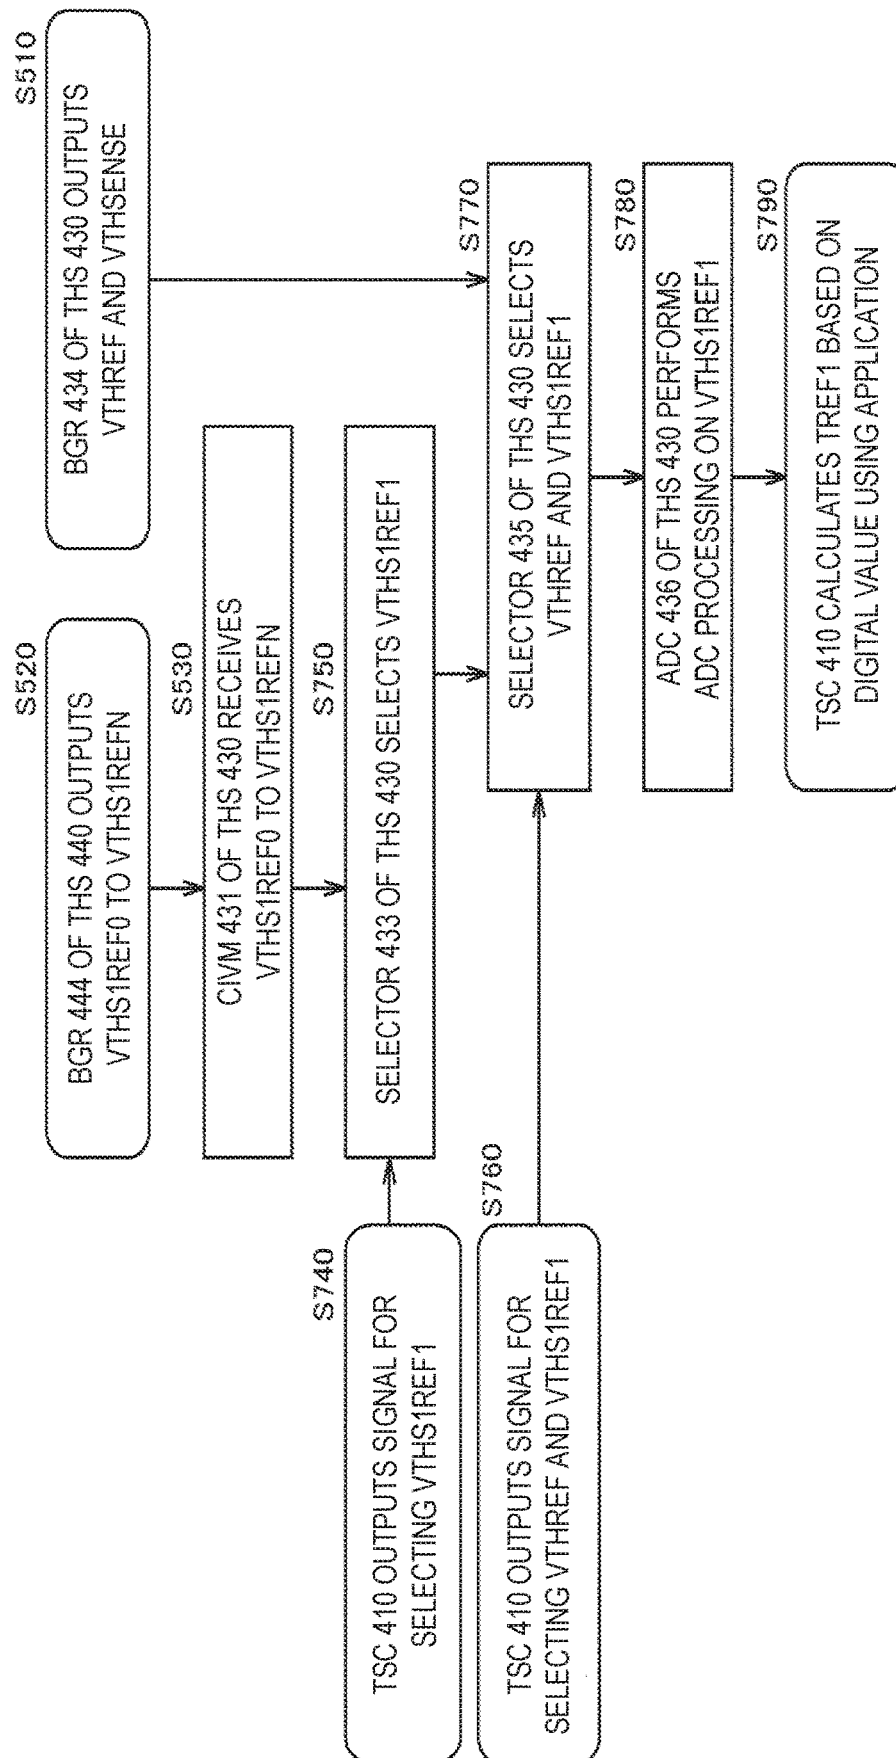 S510
BGR 434 OF THS 430 OUTPUTS
VTHREF AND VTHSENSE
S520
BGR 444 OF THS 440 OUTPUTS
VTHS1REF0 TO VTHS1REFN
S530
CIVM 431 OF THS 430 RECEIVES
VTHS1REF0 TO VTHS1REFN
S740
TSC 410 OUTPUTS SIGNAL FOR
SELECTING VTHS1REF1
S750
SELECTOR 433 OF THS 430 SELECTS VTHS1REF1
S760
TSC 410 OUTPUTS SIGNAL FOR
SELECTING VTHREF AND VTHS1REF1
S770
SELECTOR 435 OF THS 430 SELECTS
VTHREF AND VTHS1REF1
S780
ADC 436 OF THS 430 PERFORMS
ADC PROCESSING ON VTHS1REF1
S790
TSC 410 CALCULATES TREF1 BASED ON
DIGITAL VALUE USING APPLICATION